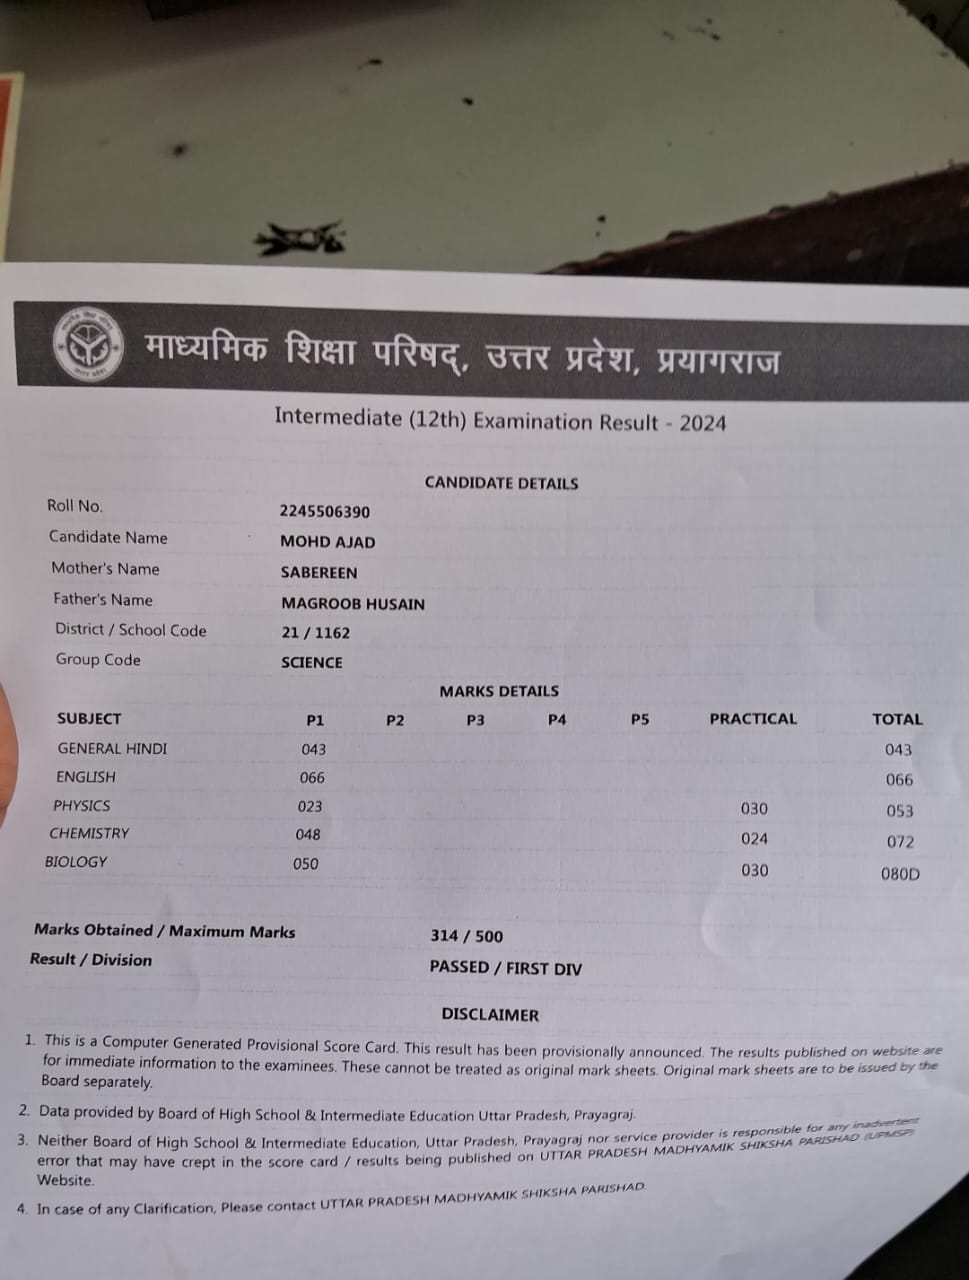 माध्यमिक शिक्षा परिषद्, उत्तर प्रदेश, प्रयागराज
Intermediate (12th) Examination Result - 2024
CANDIDATE DETAILS
Roll No. 2245506390
Candidate Name MOHD AJAD
Mother's Name SABEREEN
Father's Name MAGROOB HUSAIN
District / School Code 21 / 1162
Group Code SCIENCE
MARKS DETAILS
SUBJECT P1 P2 P3 P4 P5 PRACTICAL TOTAL
GENERAL HINDI 043 043
ENGLISH 066 066
PHYSICS 023 030 053
CHEMISTRY 048 024 072
BIOLOGY 050 030 080D
Marks Obtained / Maximum Marks 314 / 500
Result / Division PASSED / FIRST DIV
DISCLAIMER
1. This is a Computer Generated Provisional Score Card. This result has been provisionally announced. The results published on website are
for immediate information to the examinees. These cannot be treated as original mark sheets. Original mark sheets are to be issued by the
Board separately.
2. Data provided by Board of High School & Intermediate Education Uttar Pradesh, Prayagraj.
3. Neither Board of High School & Intermediate Education, Uttar Pradesh, Prayagraj nor service provider is responsible for any inadvertent
error that may have crept in the score card / results being published on UTTAR PRADESH MADHYAMIK SHIKSHA PARISHAD (UPMSP)
Website.
4. In case of any Clarification, Please contact UTTAR PRADESH MADHYAMIK SHIKSHA PARISHAD.